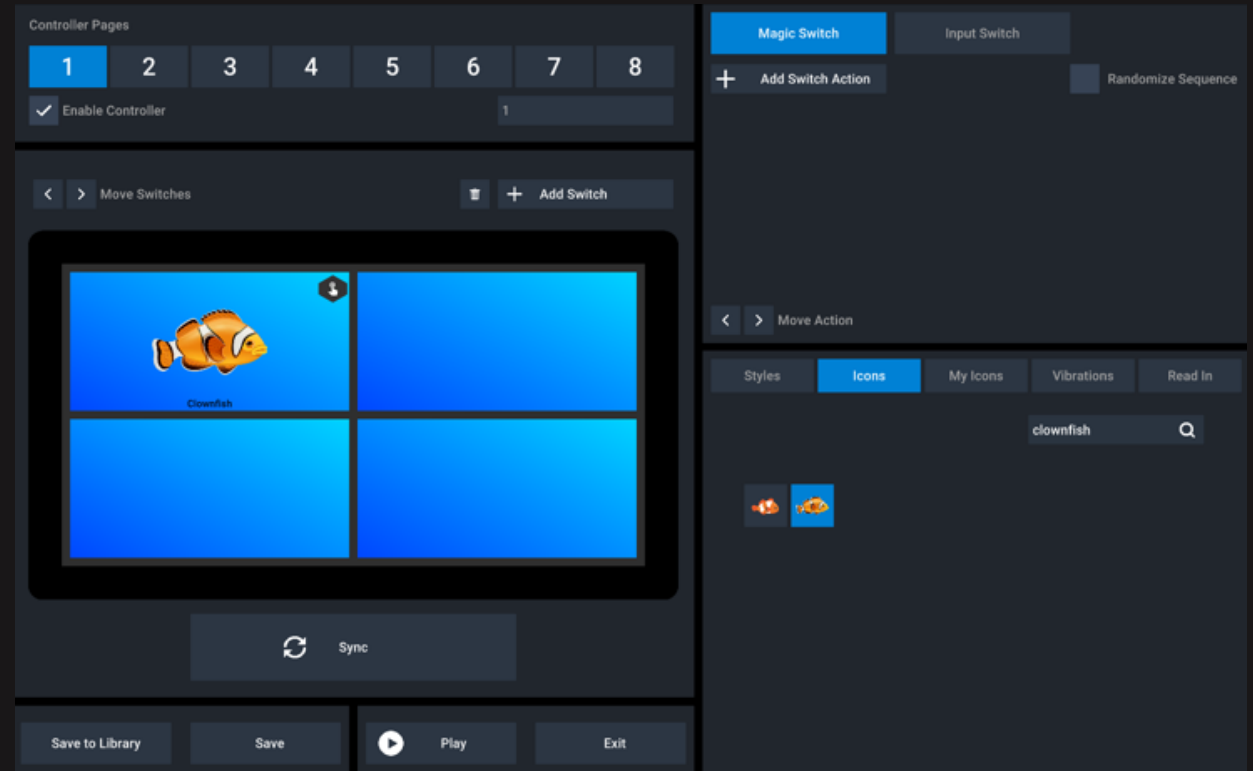 Controller Pages
1 2 3 4 5 6 7 8
Enable Controller
1
Move Switches
Add Switch
Clownfish
Sync
Save to Library
Save
Play
Exit
Magic Switch
Input Switch
Add Switch Action
Randomize Sequence
Move Action
Styles
Icons
My Icons
Vibrations
Read In
clownfish